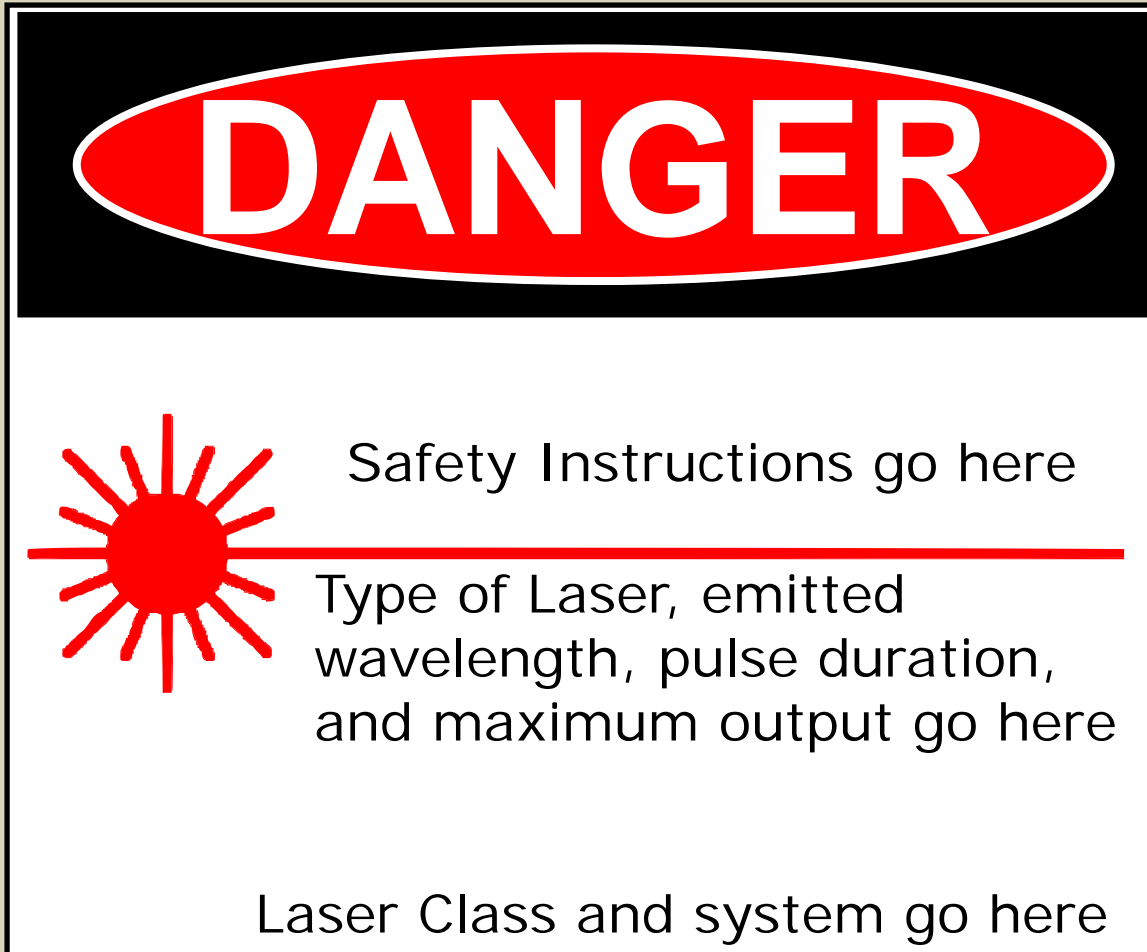 DANGER
Safety Instructions go here
Type of Laser, emitted
wavelength, pulse duration,
and maximum output go here
Laser Class and system go here